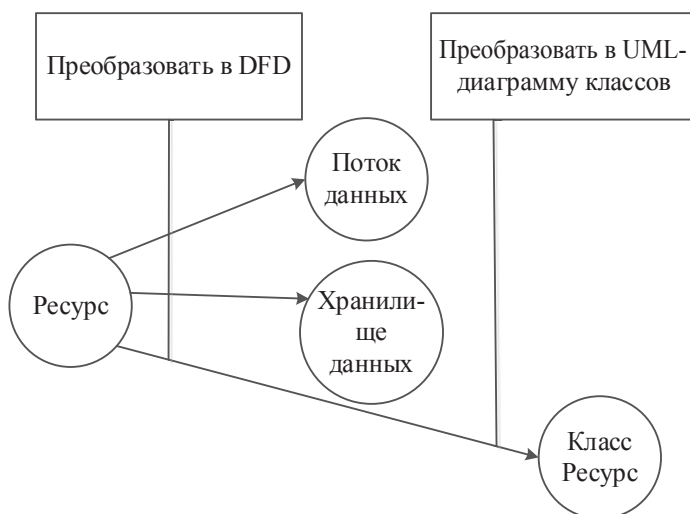 Преобразовать в DFD
Преобразовать в UML-
диаграмму классов
Поток
данных
Ресурс
Хранили-
ще
данных
Класс
Ресурс